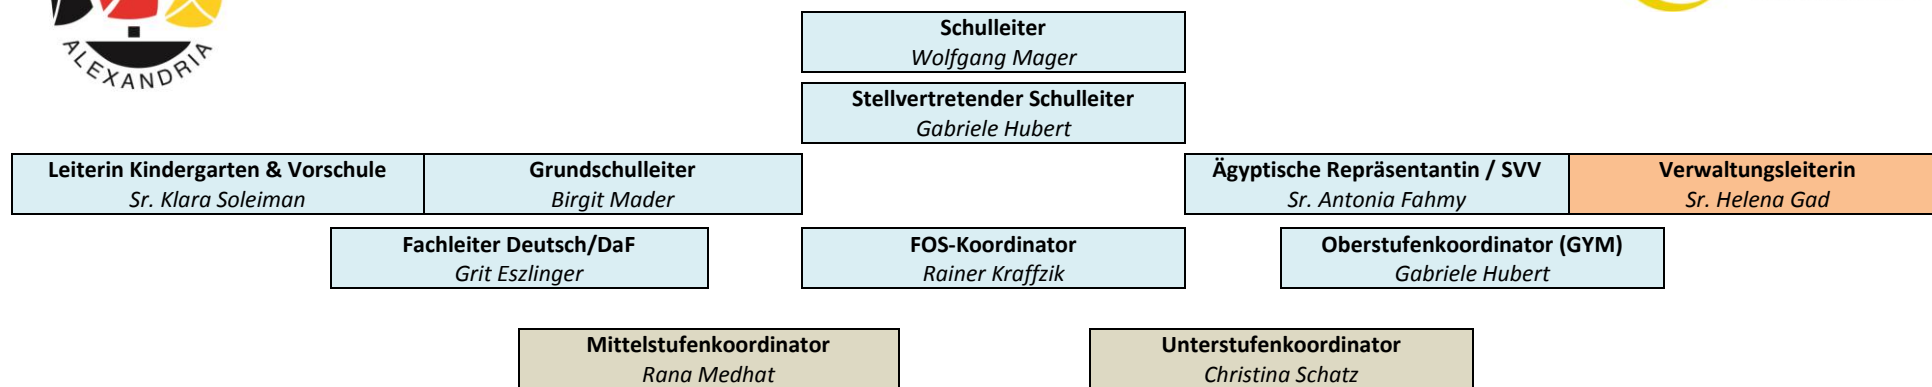 ALEXANDRIA
Schulleiter
Wolfgang Mager
Stellvertretender Schulleiter
Gabriele Hubert
Leiterin Kindergarten & Vorschule
Sr. Klara Soleiman
Grundschulleiter
Birgit Mader
Ägyptische Repräsentantin / SVV
Sr. Antonia Fahmy
Verwaltungsleiterin
Sr. Helena Gad
Fachleiter Deutsch/DaF
Grit Eszlinger
FOS-Koordinator
Rainer Kraffzik
Oberstufenkoordinator (GYM)
Gabriele Hubert
Mittelstufenkoordinator
Rana Medhat
Unterstufenkoordinator
Christina Schatz